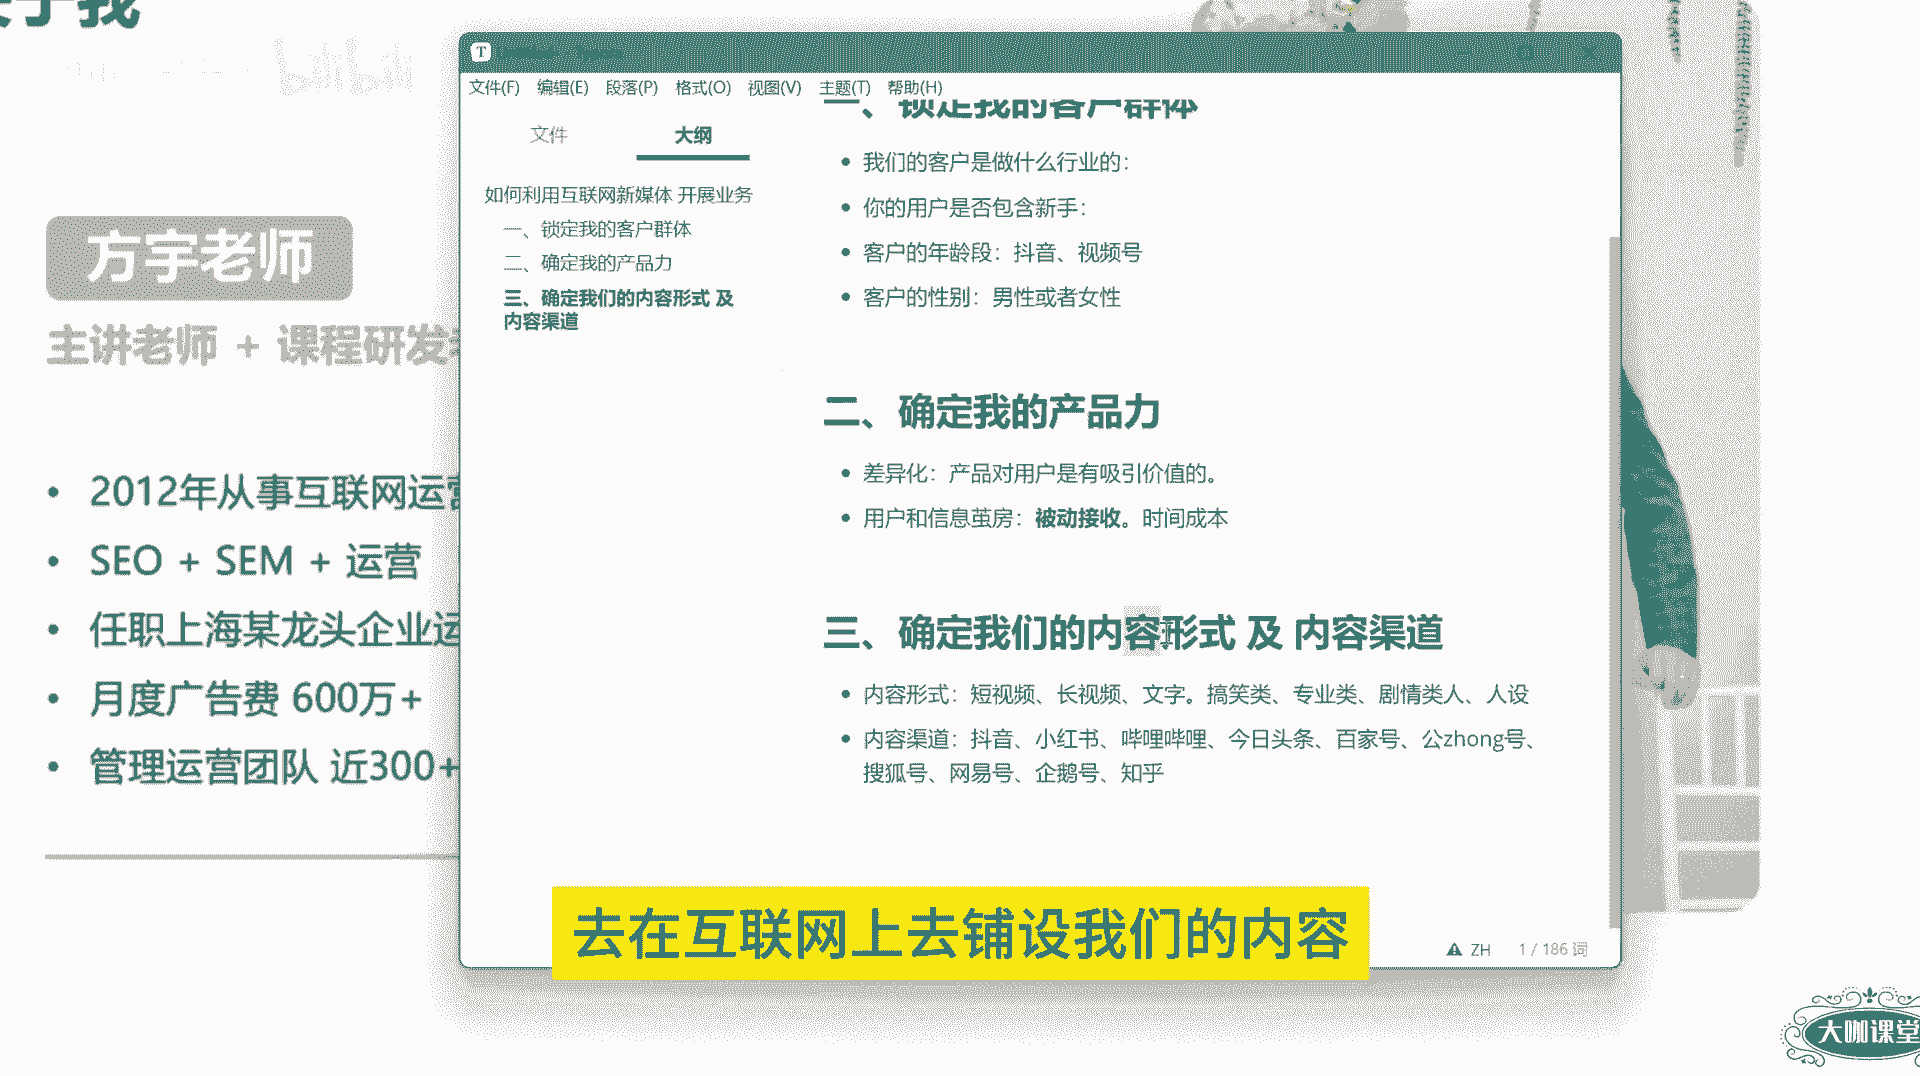 于我
bilibili
方宇老师
主讲老师 + 课程研发
2012年从事互联网运营
SEO + SEM + 运营
任职上海某龙头企业运
月度广告费 600万+
管理运营团队 近300+
T
文件(F) 编辑(E) 段落(P) 格式(O) 视图(V) 主题(T) 帮助(H)
文件 大纲
如何利用互联网新媒体 开展业务
一、锁定我的客户群体
二、确定我的产品力
三、确定我们的内容形式 及
内容渠道
一、锁定我的客户群体
我们的客户是做什么行业的：
你的用户是否包含新手：
客户的年龄段：抖音、视频号
客户的性别：男性或者女性
二、确定我的产品力
差异化：产品对用户是有吸引价值的。
用户和信息茧房：被动接收。时间成本
三、确定我们的内容形式 及 内容渠道
内容形式：短视频、长视频、文字。搞笑类、专业类、剧情类人、人设
内容渠道：抖音、小红书、哔哩哔哩、今日头条、百家号、公zhong号、
搜狐号、网易号、企鹅号、知乎
ZH 1 / 186 词
去在互联网上去铺设我们的内容
大咖课堂